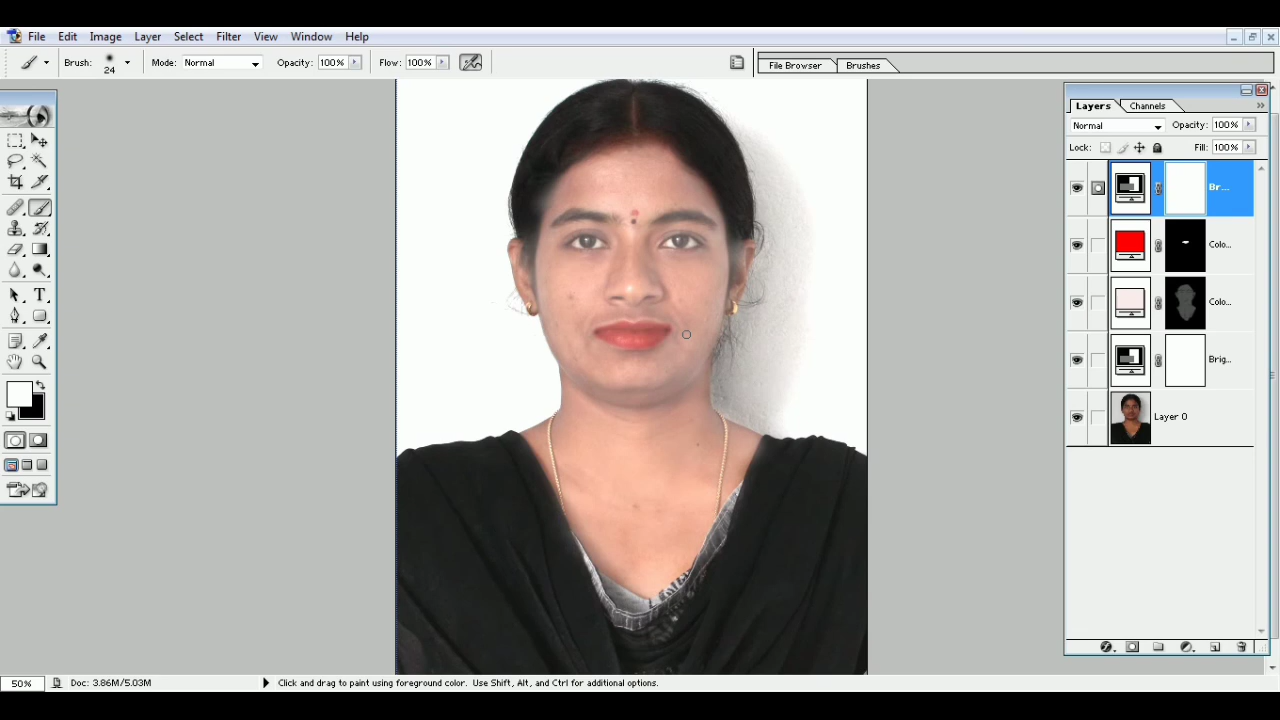 File Edit Image Layer Select Filter View Window Help
Brush: 24 Mode: Normal Opacity: 100% Flow: 100% File Browser Brushes
Layers Channels
Normal Opacity: 100%
Lock: Fill: 100%
Br...
Colo...
Colo...
Brig...
Layer 0
50% Doc: 3.86M/5.03M Click and drag to paint using foreground color. Use Shift, Alt, and Ctrl for additional options.